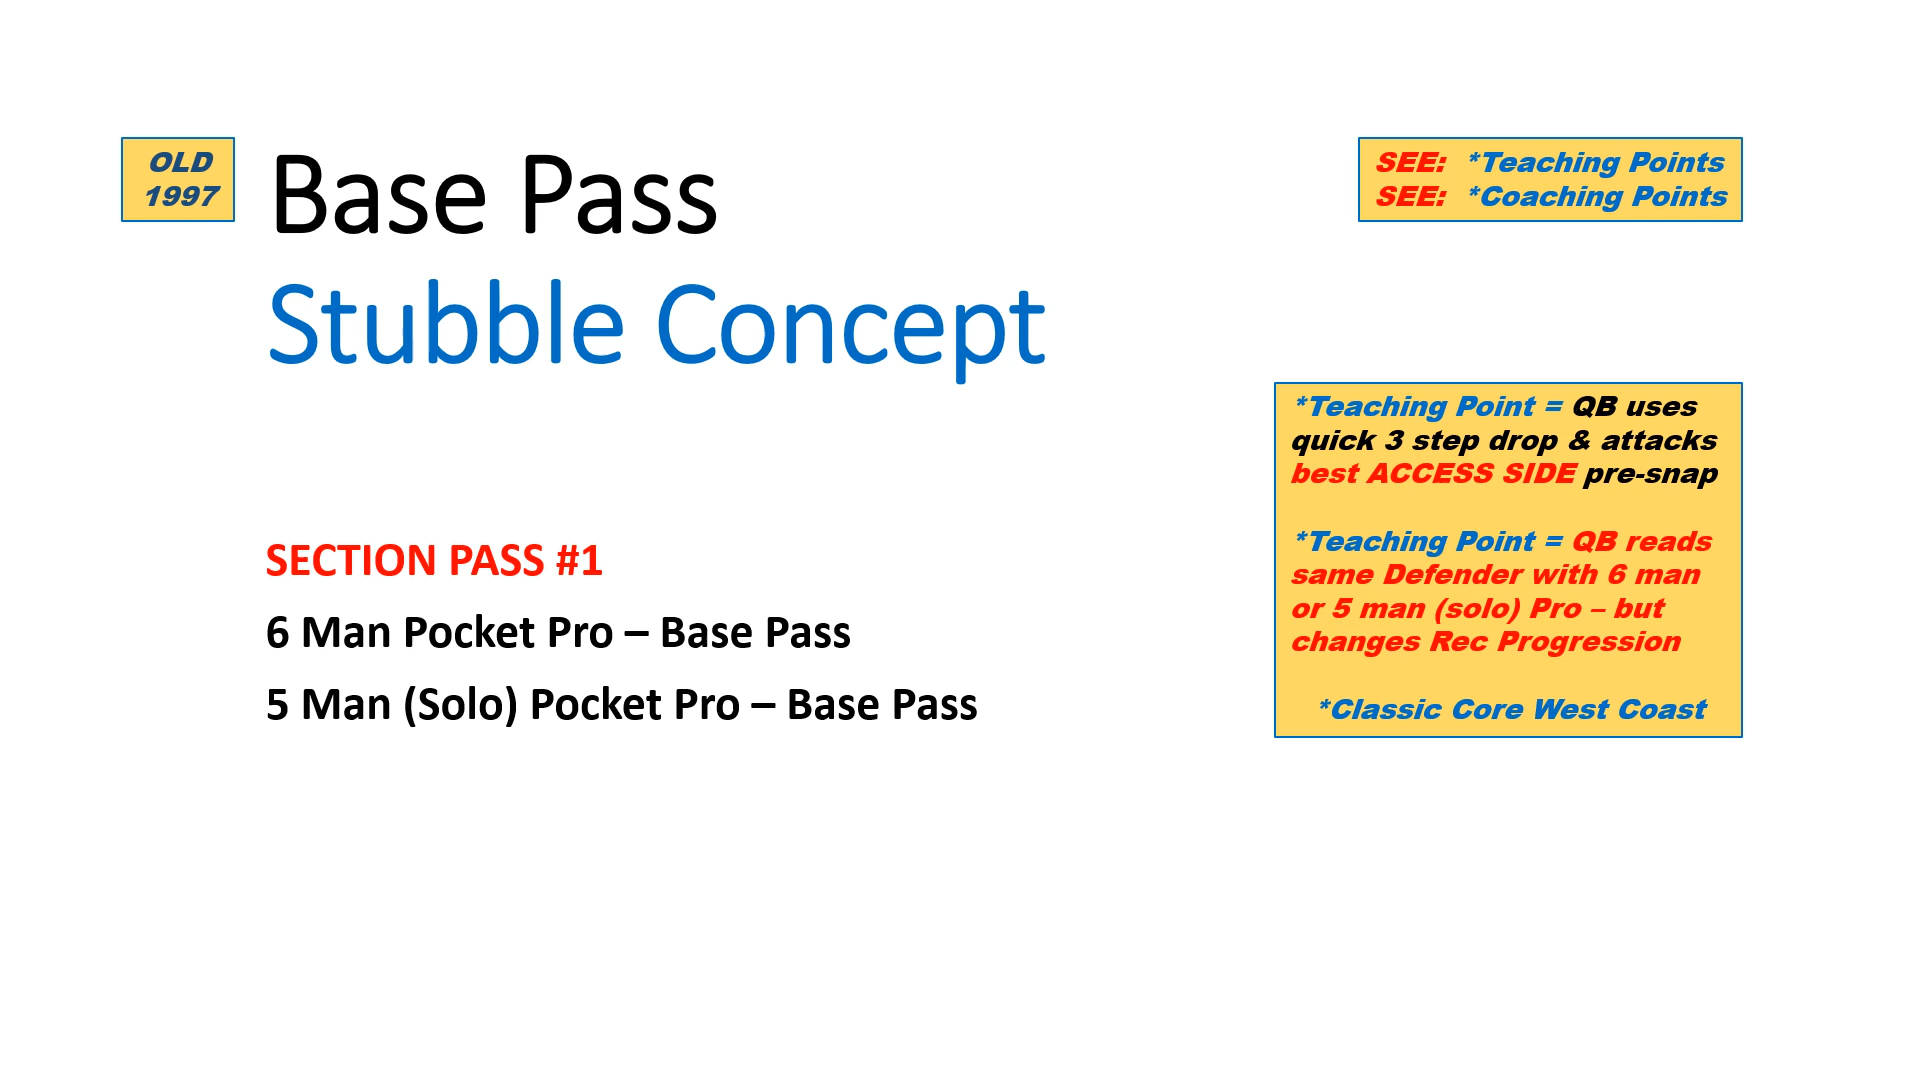 OLD
1997
Base Pass
Stubble Concept
SEE: *Teaching Points
SEE: *Coaching Points
SECTION PASS #1
6 Man Pocket Pro – Base Pass
5 Man (Solo) Pocket Pro – Base Pass
*Teaching Point = QB uses
quick 3 step drop & attacks
best ACCESS SIDE pre-snap
*Teaching Point = QB reads
same Defender with 6 man
or 5 man (solo) Pro – but
changes Rec Progression
*Classic Core West Coast